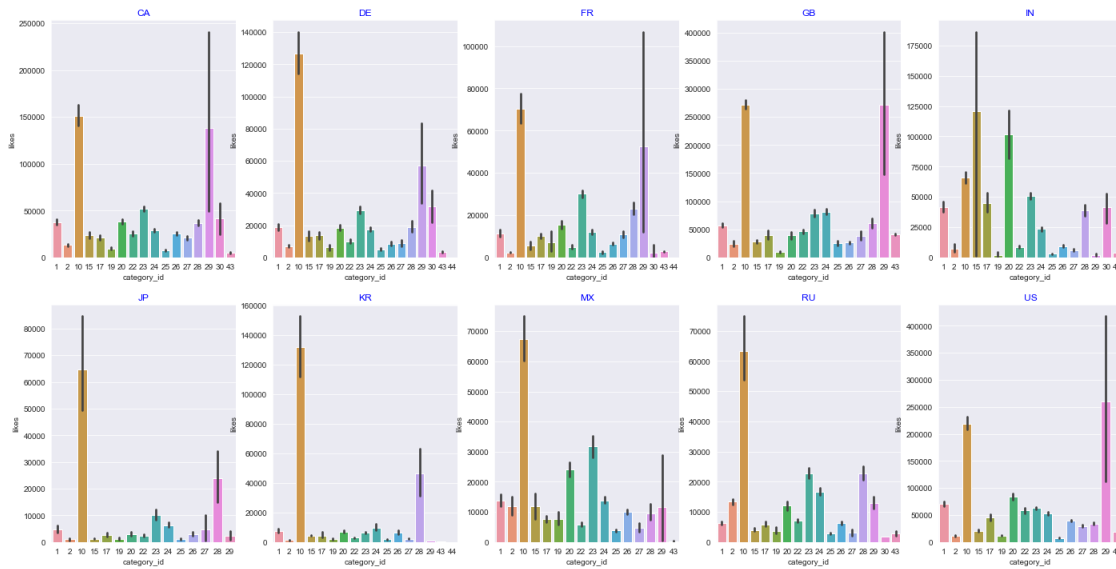 CA
250000
200000
150000
100000
50000
0
likes
1 2 10 15 17 19 20 22 23 24 25 26 27 28 29 30 43
category_id
DE
140000
120000
100000
80000
60000
40000
20000
0
likes
1 2 10 15 17 19 20 22 23 24 25 26 27 28 29 30 43 44
category_id
FR
100000
80000
60000
40000
20000
0
likes
1 2 10 15 17 19 20 22 23 24 25 26 27 28 29 30 43 44
category_id
GB
400000
350000
300000
250000
200000
150000
100000
50000
0
likes
1 2 10 15 17 19 20 22 23 24 25 26 27 28 29 43
category_id
IN
175000
150000
125000
100000
75000
50000
25000
0
likes
1 2 10 15 17 19 20 22 23 24 25 26 27 28 29 30
category_id
JP
80000
70000
60000
50000
40000
30000
20000
10000
0
likes
1 2 10 15 17 19 20 22 23 24 25 26 27 28 29
category_id
KR
160000
140000
120000
100000
80000
60000
40000
20000
0
likes
1 2 10 15 17 19 20 22 23 24 25 26 27 28 29 43 44
category_id
MX
70000
60000
50000
40000
30000
20000
10000
0
likes
1 2 10 15 17 19 20 22 23 24 25 26 27 28 29 43
category_id
RU
70000
60000
50000
40000
30000
20000
10000
0
likes
1 2 10 15 17 19 20 22 23 24 25 26 27 28 29 30 43
category_id
US
400000
350000
300000
250000
200000
150000
100000
50000
0
likes
1 2 10 15 17 19 20 22 23 24 25 26 27 28 29
category_id